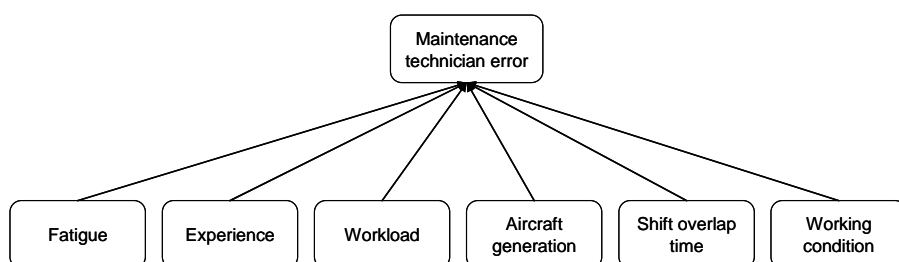 Maintenance
technician error
Fatigue
Experience
Workload
Aircraft
generation
Shift overlap
time
Working
condition